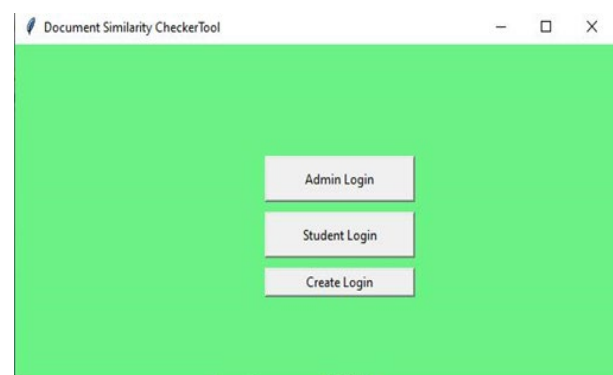 Document Similarity CheckerTool
Admin Login
Student Login
Create Login